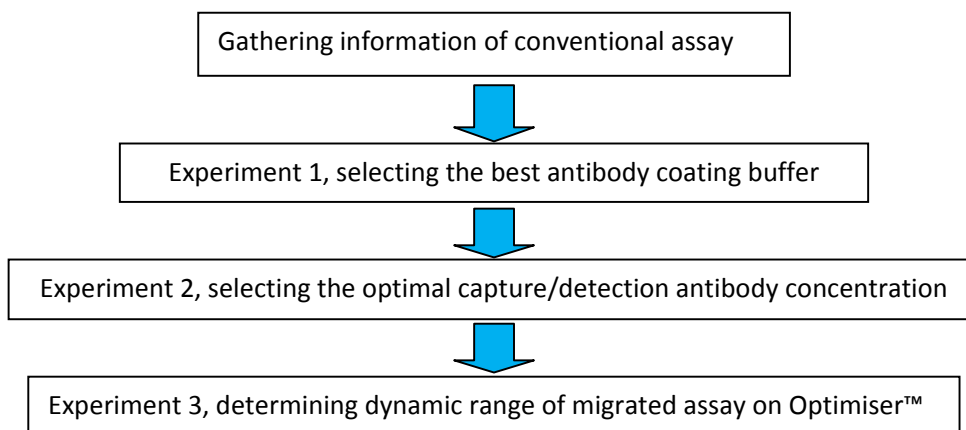 Gathering information of conventional assay
Experiment 1, selecting the best antibody coating buffer
Experiment 2, selecting the optimal capture/detection antibody concentration
Experiment 3, determining dynamic range of migrated assay on Optimiser™